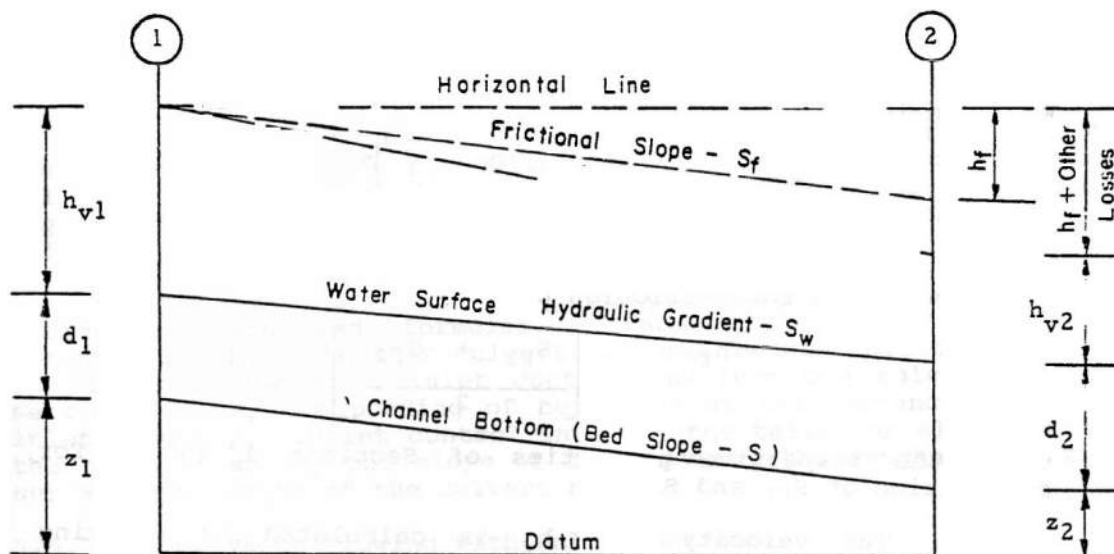 1
2
Horizontal Line
Frictional Slope - Sf
hf
hf + Other
Losses
hv1
Water Surface Hydraulic Gradient - Sw
hv2
d1
Channel Bottom (Bed Slope - S)
d2
z1
z2
Datum